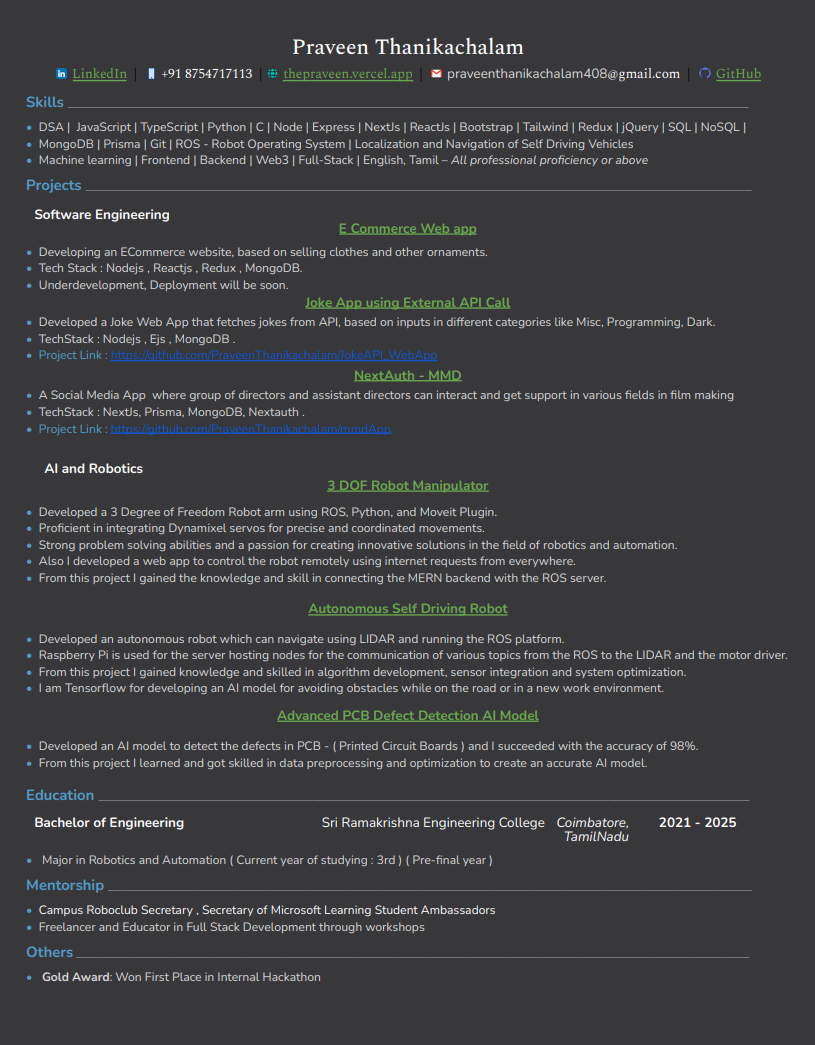 Praveen Thanikachalam
LinkedIn | +91 8754717113 | thepraveen.vercel.app | praveenthanikachalam408@gmail.com | GitHub
Skills
DSA | JavaScript | TypeScript | Python | C | Node | Express | NextJs | ReactJs | Bootstrap | Tailwind | Redux | jQuery | SQL | NoSQL |
MongoDB | Prisma | Git | ROS - Robot Operating System | Localization and Navigation of Self Driving Vehicles
Machine learning | Frontend | Backend | Web3 | Full-Stack | English, Tamil – All professional proficiency or above
Projects
Software Engineering
E Commerce Web app
Developing an ECommerce website, based on selling clothes and other ornaments.
Tech Stack : Nodejs , Reactjs , Redux , MongoDB.
Underdevelopment, Deployment will be soon.
Joke App using External API Call
Developed a Joke Web App that fetches jokes from API, based on inputs in different categories like Misc, Programming, Dark.
TechStack : Nodejs , Ejs , MongoDB .
Project Link : https://github.com/PraveenThanikachalam/JokeAPI_WebApp
NextAuth - MMD
A Social Media App where group of directors and assistant directors can interact and get support in various fields in film making
TechStack : NextJs, Prisma, MongoDB, Nextauth .
Project Link : https://github.com/PraveenThanikachalam/mmdApp
AI and Robotics
3 DOF Robot Manipulator
Developed a 3 Degree of Freedom Robot arm using ROS, Python, and Moveit Plugin.
Proficient in integrating Dynamixel servos for precise and coordinated movements.
Strong problem solving abilities and a passion for creating innovative solutions in the field of robotics and automation.
Also I developed a web app to control the robot remotely using internet requests from everywhere.
From this project I gained the knowledge and skill in connecting the MERN backend with the ROS server.
Autonomous Self Driving Robot
Developed an autonomous robot which can navigate using LIDAR and running the ROS platform.
Raspberry Pi is used for the server hosting nodes for the communication of various topics from the ROS to the LIDAR and the motor driver.
From this project I gained knowledge and skilled in algorithm development, sensor integration and system optimization.
I am Tensorflow for developing an AI model for avoiding obstacles while on the road or in a new work environment.
Advanced PCB Defect Detection AI Model
Developed an AI model to detect the defects in PCB - ( Printed Circuit Boards ) and I succeeded with the accuracy of 98%.
From this project I learned and got skilled in data preprocessing and optimization to create an accurate AI model.
Education
Bachelor of Engineering Sri Ramakrishna Engineering College Coimbatore, 2021 - 2025
TamilNadu
Major in Robotics and Automation ( Current year of studying : 3rd ) ( Pre-final year )
Mentorship
Campus Roboclub Secretary , Secretary of Microsoft Learning Student Ambassadors
Freelancer and Educator in Full Stack Development through workshops
Others
Gold Award: Won First Place in Internal Hackathon